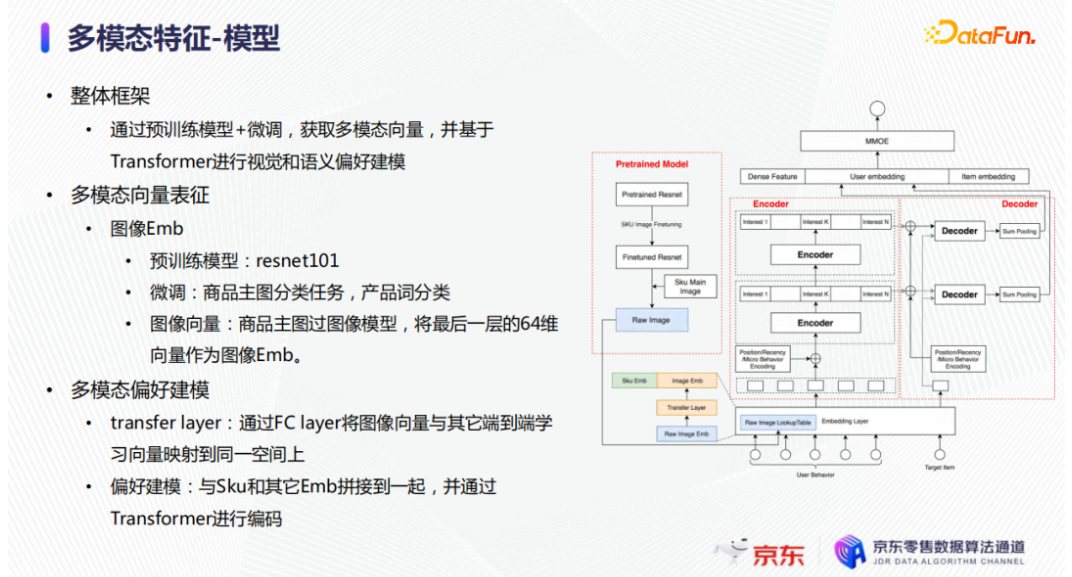 多模态特征-模型
DataFun.
• 整体框架
• 通过预训练模型+微调，获取多模态向量，并基于
Transformer进行视觉和语义偏好建模
• 多模态向量表征
• 图像Emb
• 预训练模型：resnet101
• 微调：商品主图分类任务，产品词分类
• 图像向量：商品主图过图像模型，将最后一层的64维
向量作为图像Emb。
• 多模态偏好建模
• transfer layer：通过FC layer将图像向量与其它端到端学
习向量映射到同一空间上
• 偏好建模：与Sku和其它Emb拼接到一起，并通过
Transformer进行编码
MMOE
Dense Feature
User embedding
Item embedding
Pretrained Model
Pretrained Resnet
SKU Image Finetuning
Finetuned Resnet
Sku Main
Image
Raw Image
Encoder
Interest 1
Interest K
Interest N
Encoder
Interest 1
Interest K
Interest N
Encoder
Position/Recency
/Micro Behavior
Encoding
Decoder
Decoder
Sum Pooling
Decoder
Sum Pooling
Position/Recency
/Micro Behavior
Encoding
Sku Emb
Image Emb
Transfer Layer
Raw Image Emb
Raw Image LookupTable
Embedding Layer
User Behavior
Target Item
京东
京东零售数据算法通道
JDR DATA ALGORITHM CHANNEL